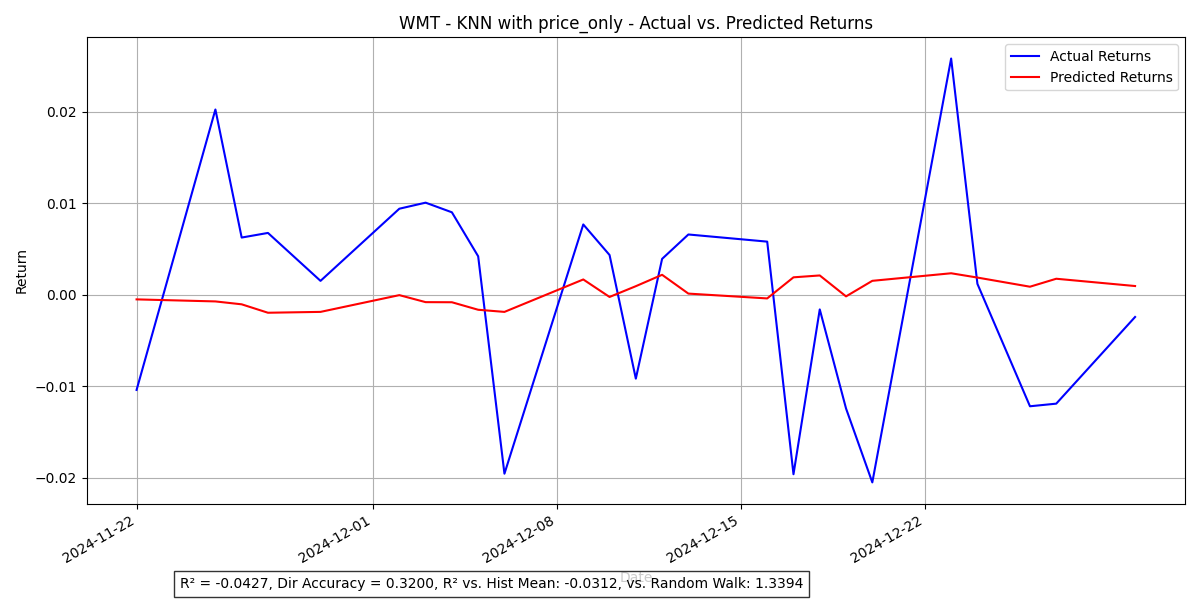 WMT - KNN with price_only - Actual vs. Predicted Returns
Actual Returns
Predicted Returns
Return
0.02
0.01
0.00
−0.01
−0.02
2024-11-22
2024-12-01
2024-12-08
2024-12-15
2024-12-22
Date
R² = -0.0427, Dir Accuracy = 0.3200, R² vs. Hist Mean: -0.0312, vs. Random Walk: 1.3394